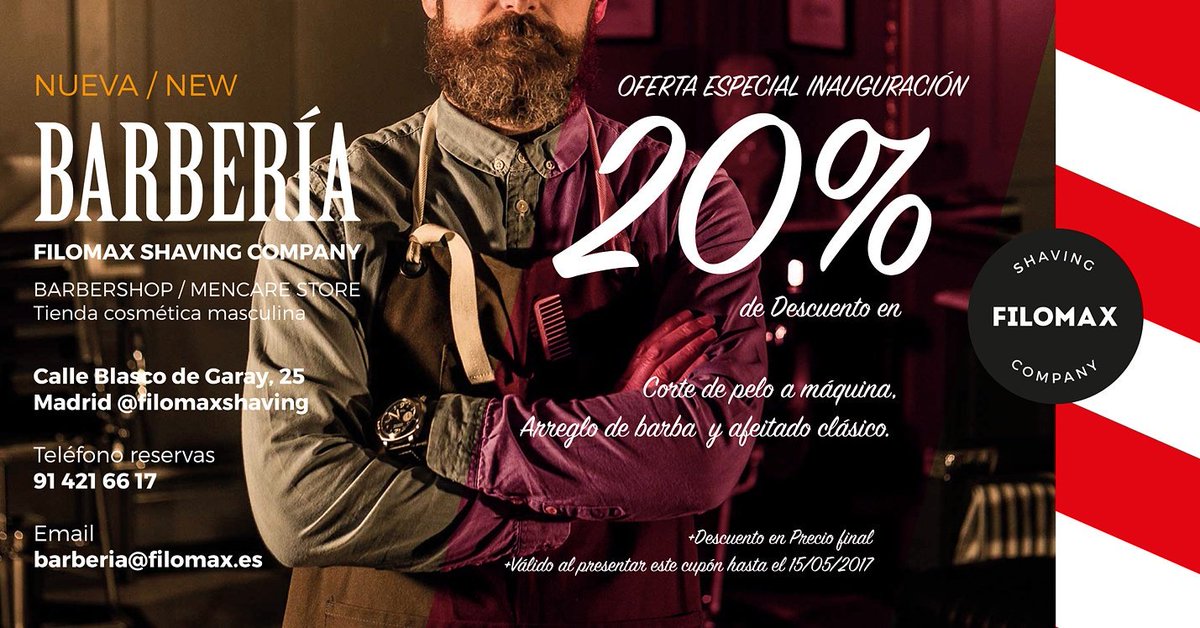 NUEVA / NEW
BARBERÍA
FILOMAX SHAVING COMPANY
BARBERSHOP / MENCARE STORE
Tienda cosmética masculina
Calle Blasco de Garay, 25
Madrid @filomaxshaving
Teléfono reservas
91 421 66 17
Email
barberia@filomax.es
OFERTA ESPECIAL INAUGURACIÓN
20%
de Descuento en
Corte de pelo a máquina,
Arreglo de barba y afeitado clásico.
+Descuento en Precio final
+Válido al presentar este cupón hasta el 15/05/2017
SHAVING
FILOMAX
COMPANY